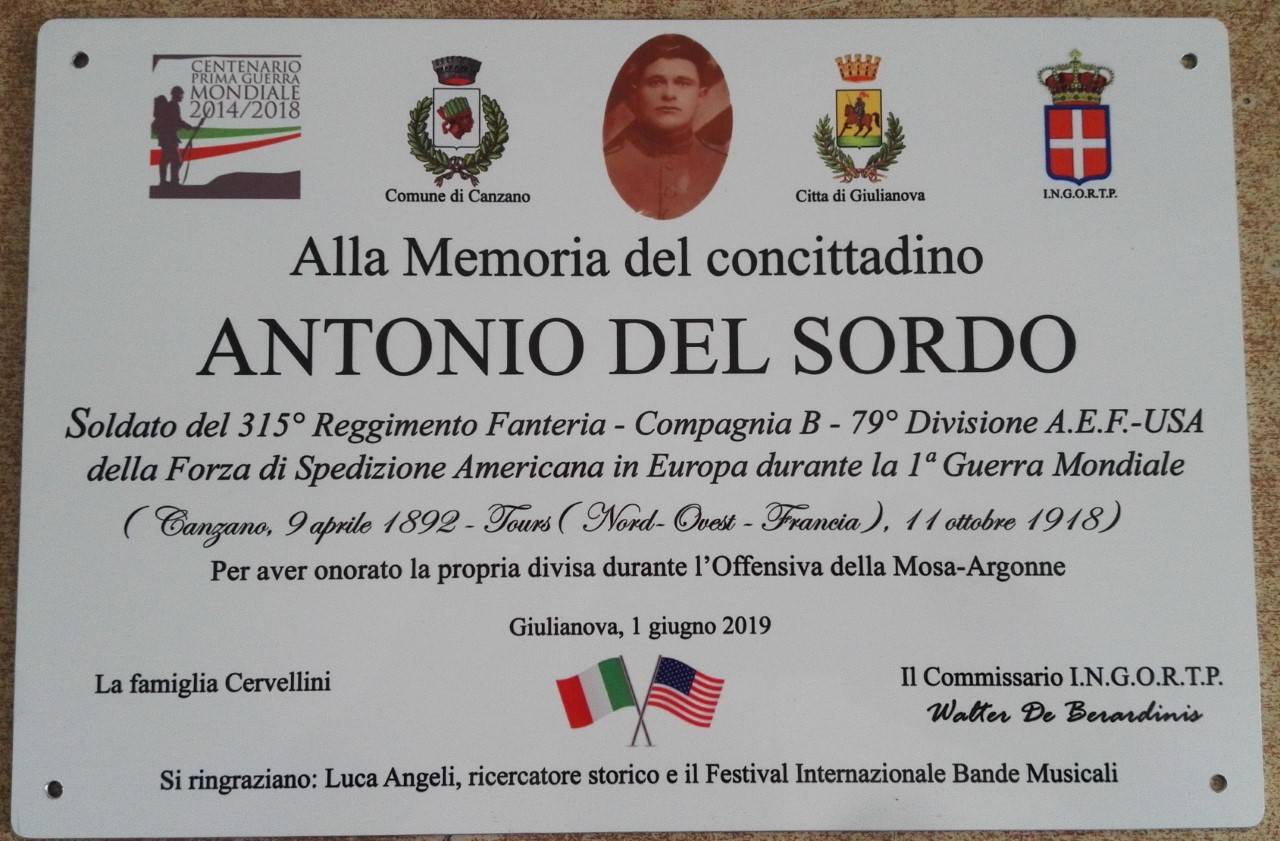 CENTENARIO
PRIMA GUERRA
MONDIALE
2014/2018
Comune di Canzano
Citta di Giulianova
I.N.G.O.R.T.P.
Alla Memoria del concittadino
ANTONIO DEL SORDO
Soldato del 315° Reggimento Fanteria - Compagnia B - 79° Divisione A.E.F.-USA
della Forza di Spedizione Americana in Europa durante la 1ª Guerra Mondiale
( Canzano, 9 aprile 1892 - Tours ( Nord- Ovest - Francia ), 11 ottobre 1918)
Per aver onorato la propria divisa durante l’Offensiva della Mosa-Argonne
Giulianova, 1 giugno 2019
La famiglia Cervellini
Il Commissario I.N.G.O.R.T.P.
Walter De Berardinis
Si ringraziano: Luca Angeli, ricercatore storico e il Festival Internazionale Bande Musicali